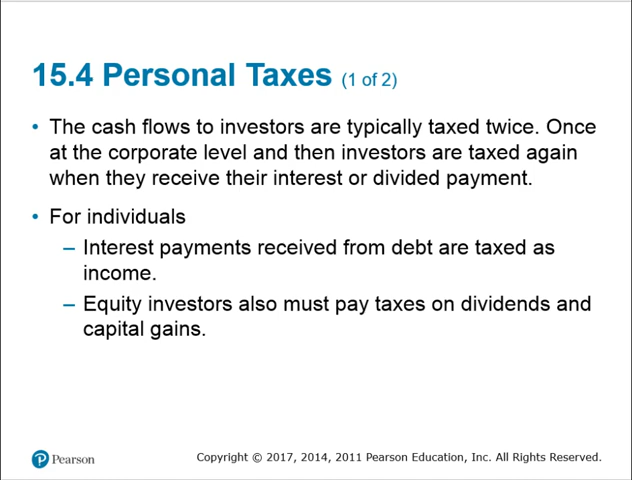 15.4 Personal Taxes (1 of 2)
• The cash flows to investors are typically taxed twice. Once
at the corporate level and then investors are taxed again
when they receive their interest or divided payment.
• For individuals
– Interest payments received from debt are taxed as
income.
– Equity investors also must pay taxes on dividends and
capital gains.
Pearson
Copyright © 2017, 2014, 2011 Pearson Education, Inc. All Rights Reserved.